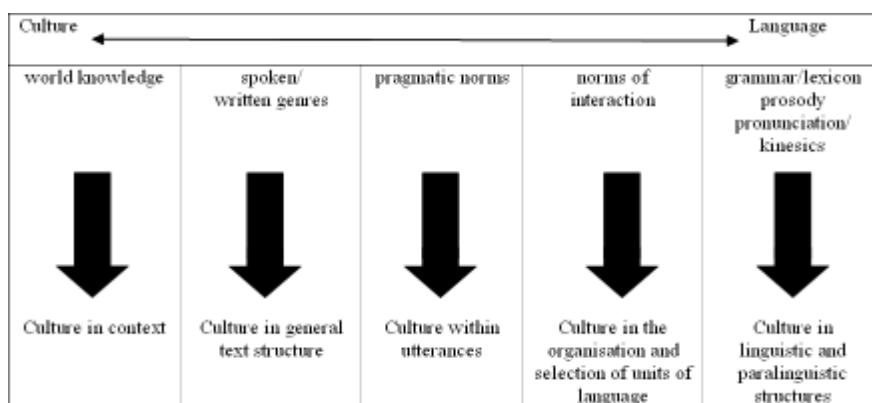 Culture
Language
world knowledge
spoken/
written genres
pragmatic norms
norms of
interaction
grammar/lexicon
prosody
pronunciation/
kinesics
Culture in context
Culture in general
text structure
Culture within
utterances
Culture in the
organisation and
selection of units of
language
Culture in
linguistic and
paralinguistic
structures